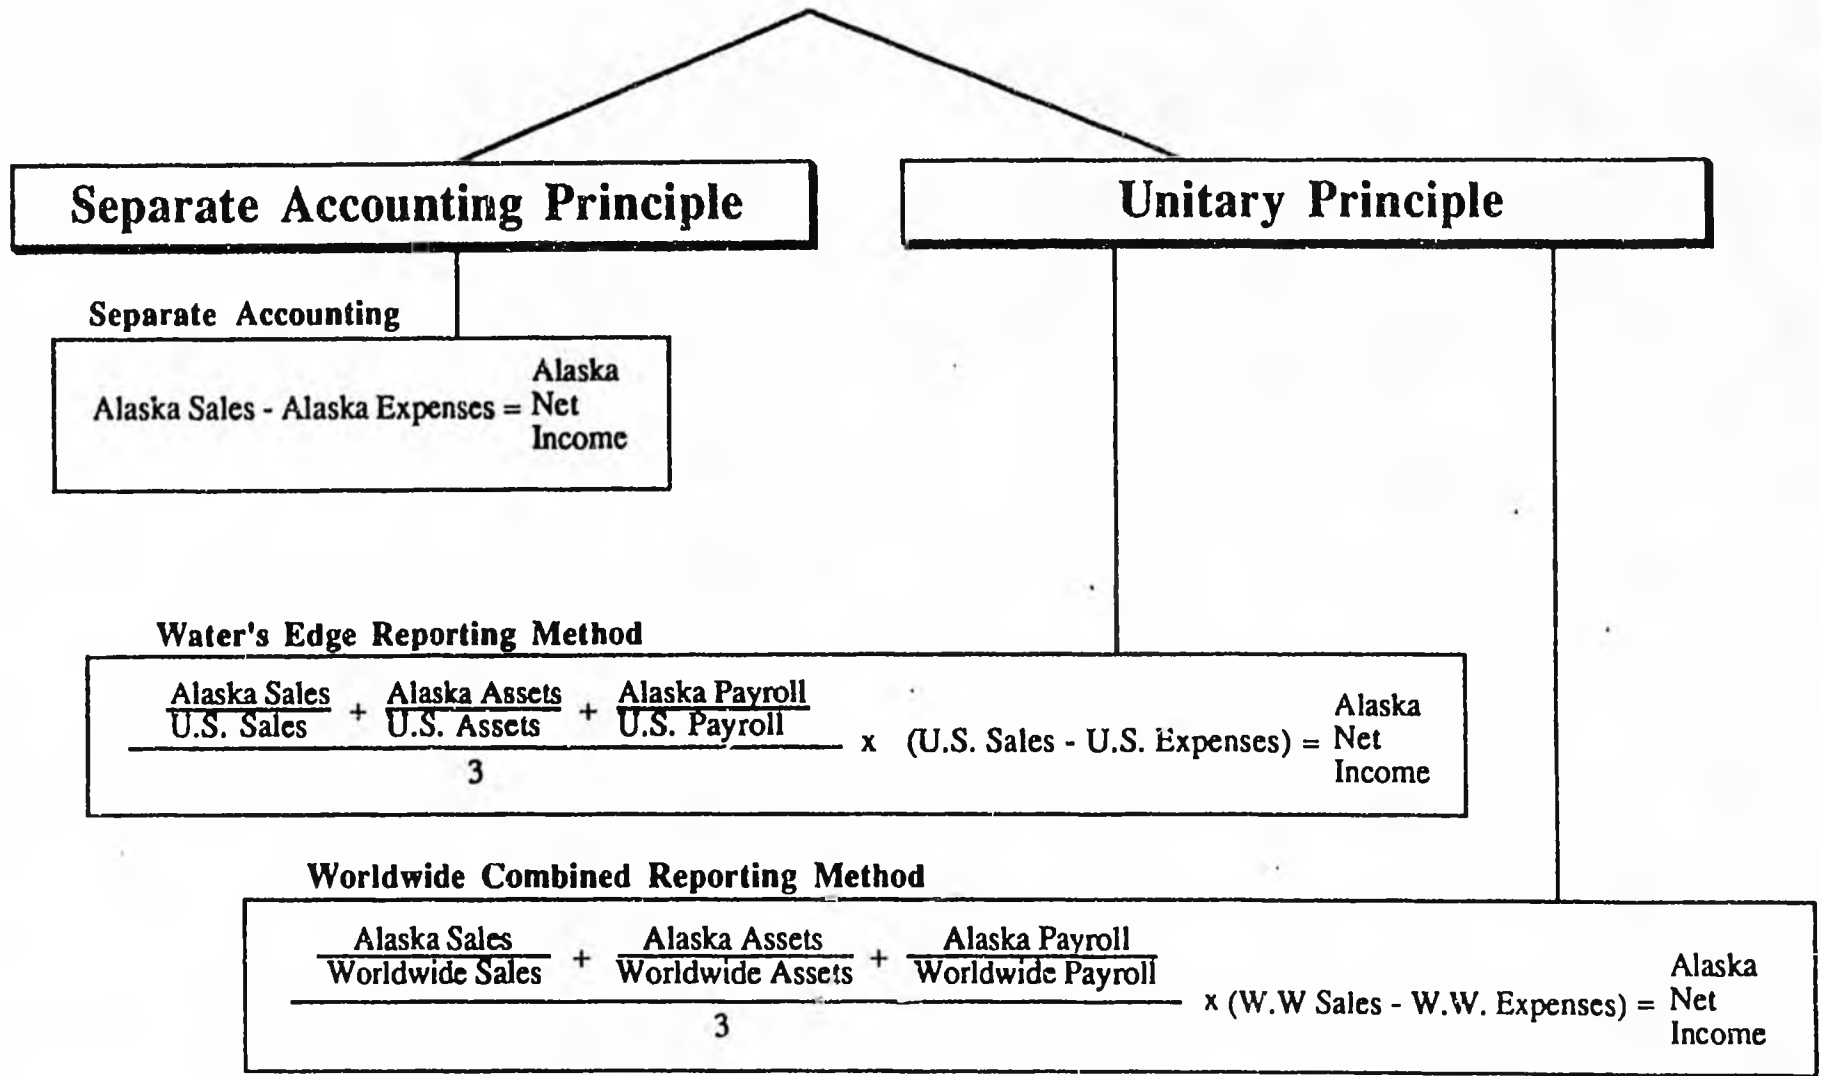 Separate Accounting Principle
Unitary Principle
Separate Accounting
Alaska Sales - Alaska Expenses = Alaska
Net
Income
Water's Edge Reporting Method
Alaska Sales + Alaska Assets + Alaska Payroll
U.S. Sales U.S. Assets U.S. Payroll
3
x (U.S. Sales - U.S. Expenses) = Alaska
Net
Income
Worldwide Combined Reporting Method
Alaska Sales + Alaska Assets + Alaska Payroll
Worldwide Sales Worldwide Assets Worldwide Payroll
3
x (W.W Sales - W.W. Expenses) = Alaska
Net
Income